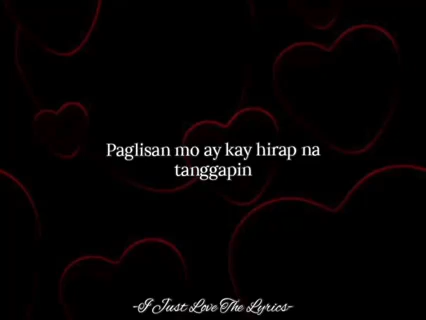 Paglisan mo ay kay hirap na
tanggapin
~I Just Love The Lyrics~